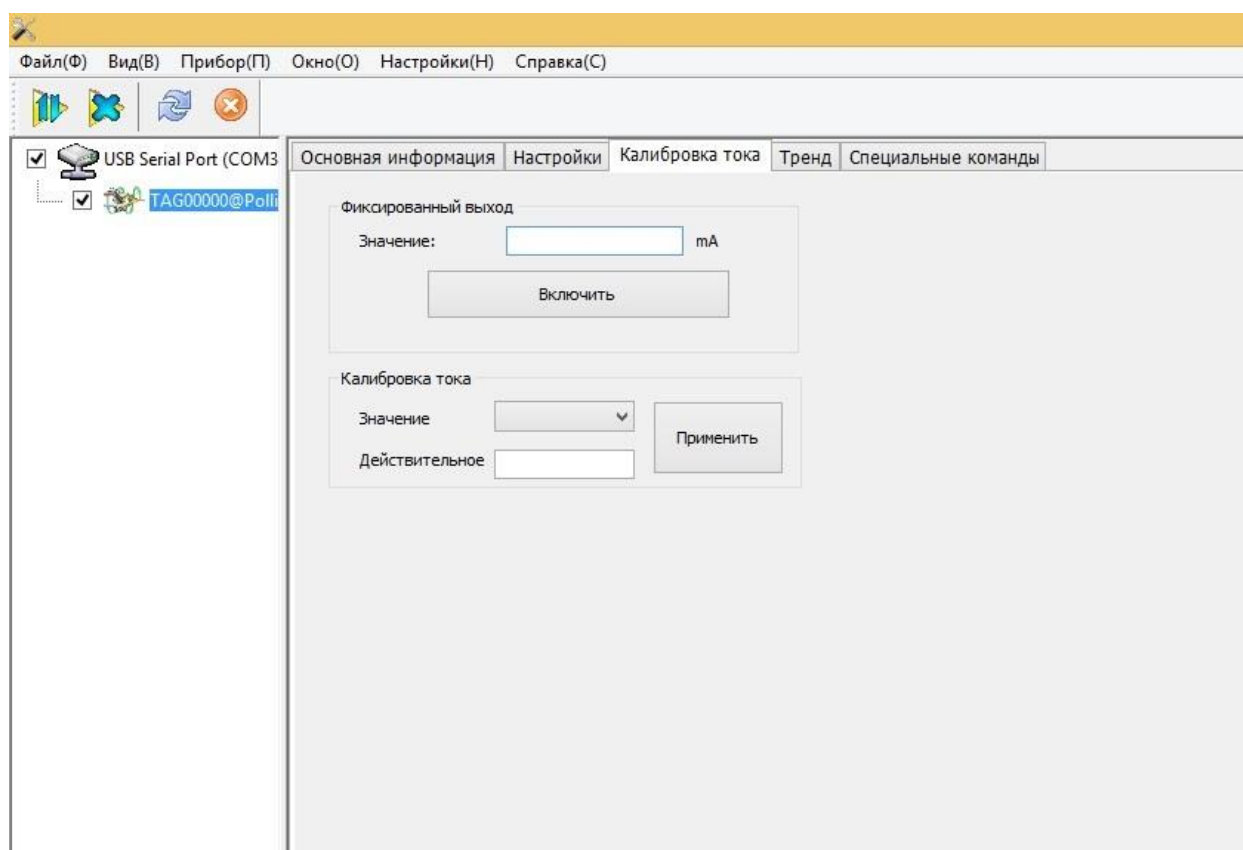 Файл(Ф) Вид(В) Прибор(П) Окно(О) Настройки(Н) Справка(С)
USB Serial Port (COM3
TAG00000@Polli
Основная информация Настройки Калибровка тока Тренд Специальные команды
Фиксированный выход
Значение: mA
Включить
Калибровка тока
Значение
Применить
Действительное